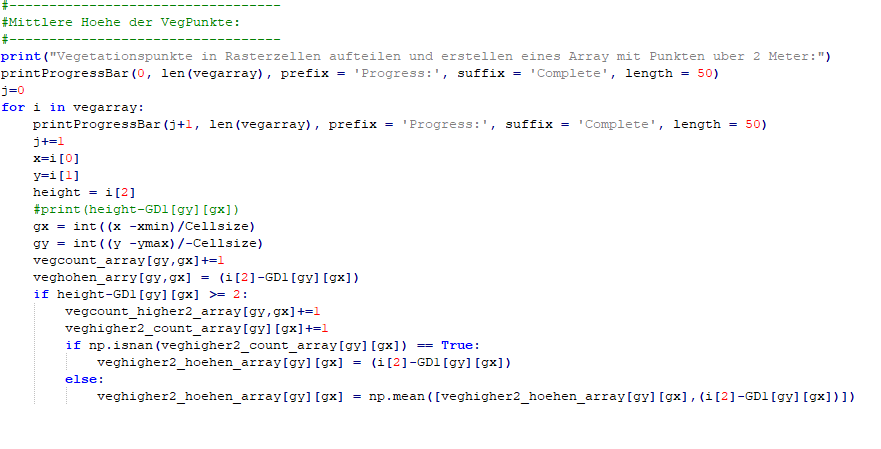 #----------------------------------
#Mittlere Hoehe der VegPunkte:
#----------------------------------
print("Vegetationspunkte in Rasterzellen aufteilen und erstellen eines Array mit Punkten uber 2 Meter:")
printProgressBar(0, len(vegarray), prefix = 'Progress:', suffix = 'Complete', length = 50)
j=0
for i in vegarray:
    printProgressBar(j+1, len(vegarray), prefix = 'Progress:', suffix = 'Complete', length = 50)
    j+=1
    x=i[0]
    y=i[1]
    height = i[2]
    #print(height-GD1[gy][gx])
    gx = int((x -xmin)/Cellsize)
    gy = int((y -ymax)/-Cellsize)
    vegcount_array[gy,gx]+=1
    veghohen_arry[gy,gx] = (i[2]-GD1[gy][gx])
    if height-GD1[gy][gx] >= 2:
        vegcount_higher2_array[gy,gx]+=1
        veghigher2_count_array[gy][gx]+=1
        if np.isnan(veghigher2_count_array[gy][gx]) == True:
            veghigher2_hoehen_array[gy][gx] = (i[2]-GD1[gy][gx])
        else:
            veghigher2_hoehen_array[gy][gx] = np.mean([veghigher2_hoehen_array[gy][gx],(i[2]-GD1[gy][gx])])